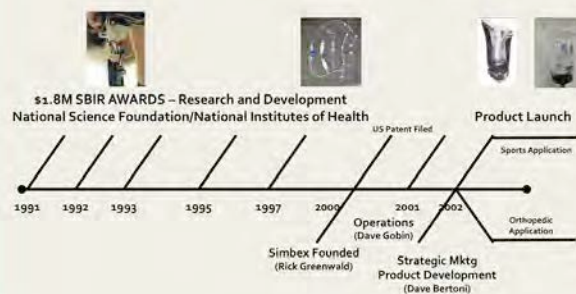 $1.8M SBIR AWARDS – Research and Development
National Science Foundation/National Institutes of Health
Product Launch
US Patent Filed
Sports Application
1991
1992
1993
1995
1997
2000
2001
2002
Operations
(Dave Gobin)
Orthopedic
Application
Simbex Founded
(Rick Greenwald)
Strategic Mktg
Product Development
(Dave Bertoni)